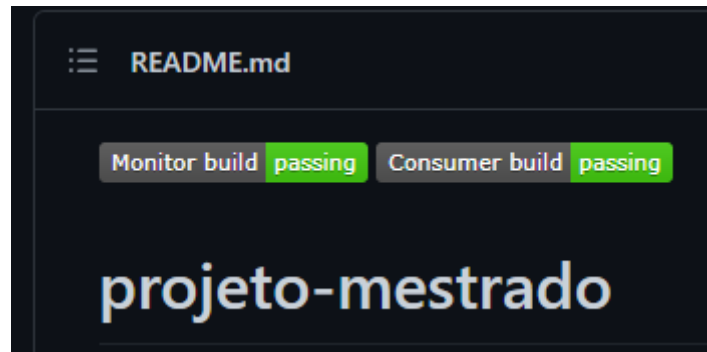 README.md
Monitor build passing Consumer build passing
projeto-mestrado